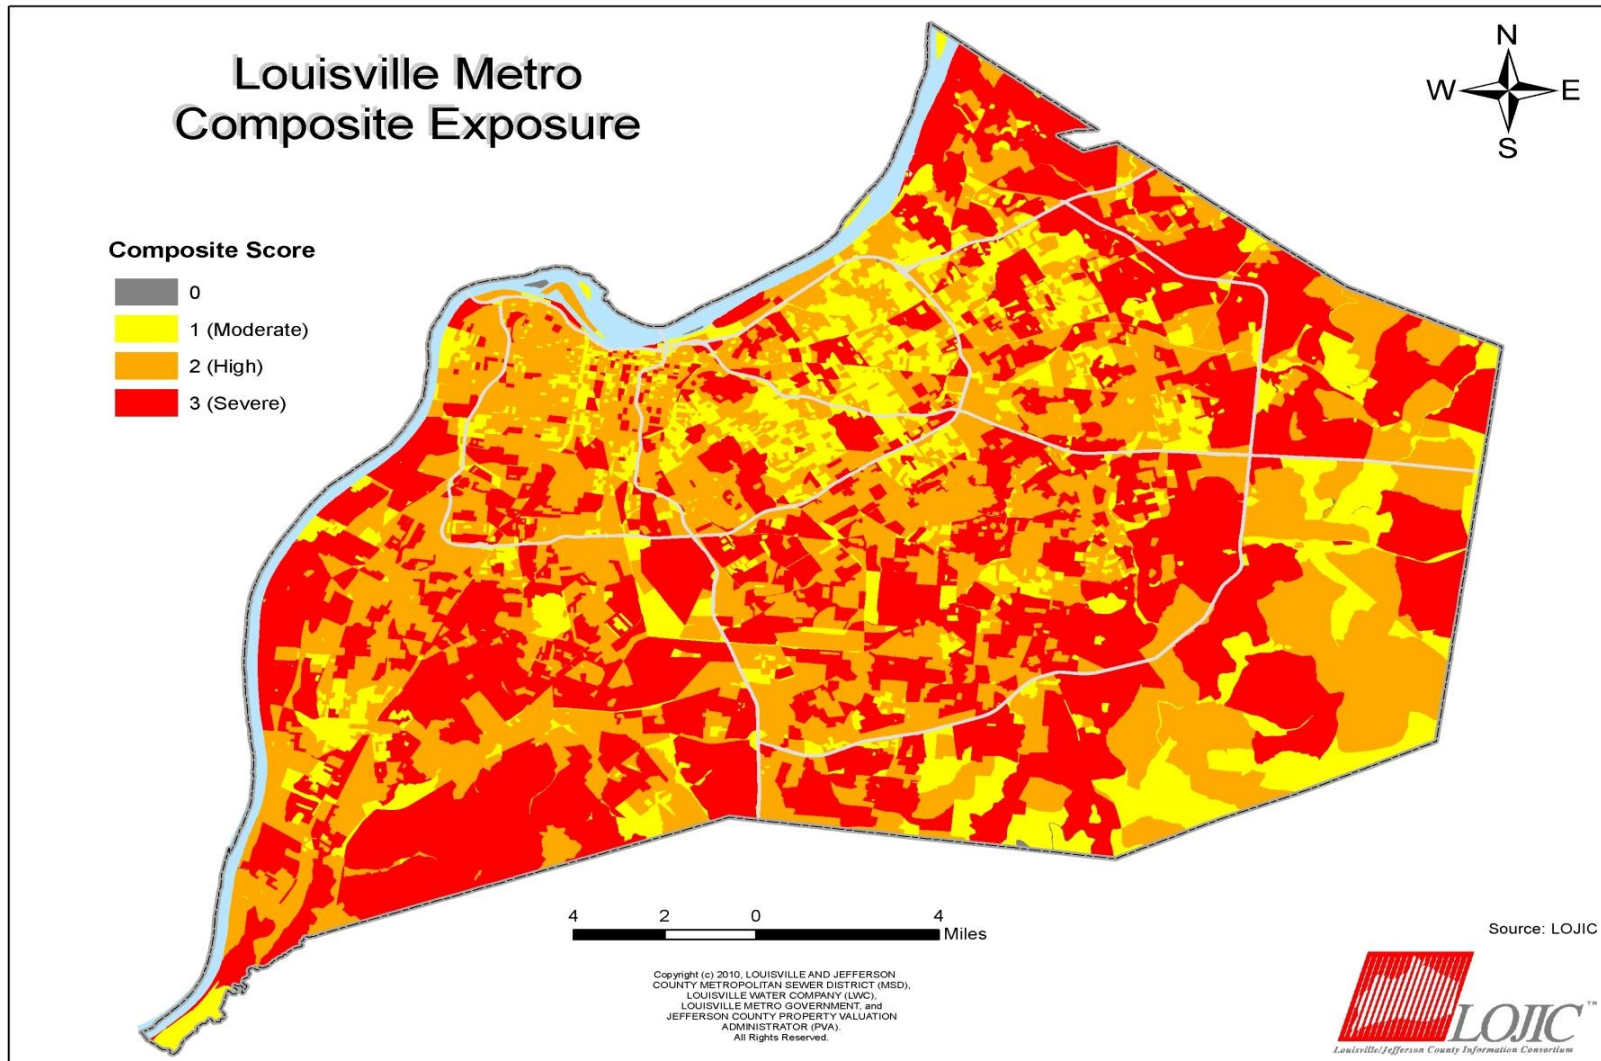 Louisville Metro
Composite Exposure
N
W E
S
Composite Score
0
1 (Moderate)
2 (High)
3 (Severe)
4 2 0 4
Miles
Source: LOJIC
Copyright (c) 2010, LOUISVILLE AND JEFFERSON
COUNTY METROPOLITAN SEWER DISTRICT (MSD),
LOUISVILLE WATER COMPANY (LWC),
LOUISVILLE METRO GOVERNMENT, and
JEFFERSON COUNTY PROPERTY VALUATION
ADMINISTRATOR (PVA).
All Rights Reserved.
LOJIC™
Louisville/Jefferson County Information Consortium